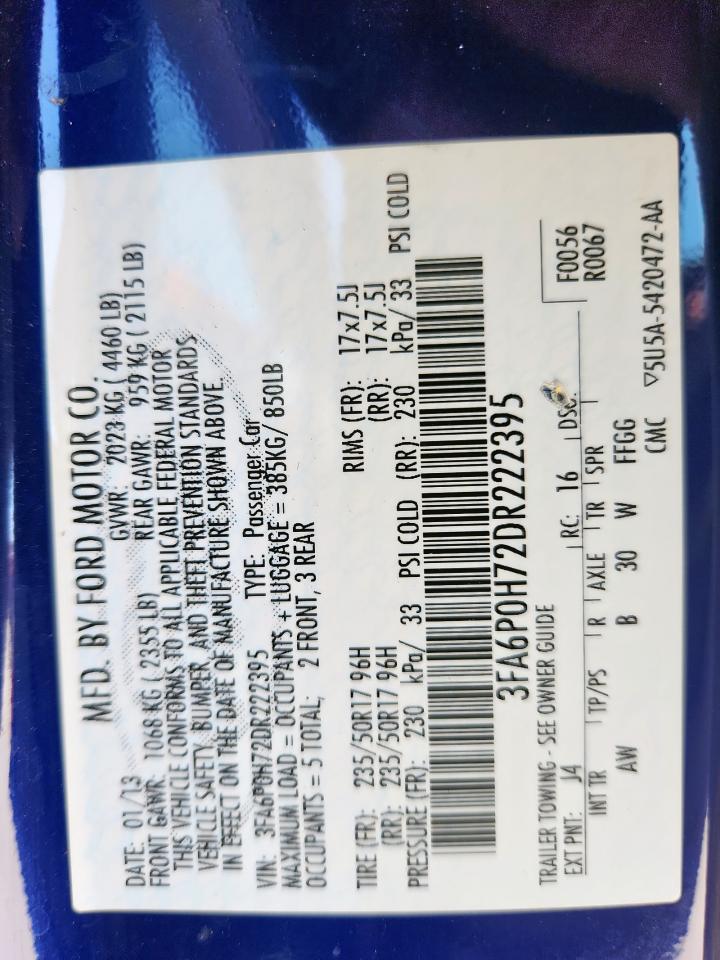 MFD. BY FORD MOTOR CO.
DATE: 01/13 GVWR: 2023 KG ( 4460 LB)
FRONT GAWR: 1068 KG ( 2355 LB) REAR GAWR: 959 KG ( 2115 LB)
THIS VEHICLE CONFORMS TO ALL APPLICABLE FEDERAL MOTOR
VEHICLE SAFETY, BUMPER, AND THEFT PREVENTION STANDARDS
IN EFFECT ON THE DATE OF MANUFACTURE SHOWN ABOVE.
VIN: 3FA6P0H72DR222395 TYPE: Passenger Car
MAXIMUM LOAD = OCCUPANTS + LUGGAGE = 385KG/ 850LB
OCCUPANTS = 5 TOTAL; 2 FRONT, 3 REAR
TIRE (FR): 235/50R17 96H RIMS (FR): 17x7.5J
(RR): 235/50R17 96H (RR): 17x7.5J
PRESSURE (FR): 230 kPa/ 33 PSI COLD (RR): 230 kPa/ 33 PSI COLD
3FA6P0H72DR222395
TRAILER TOWING - SEE OWNER GUIDE F0056
EXT PNT: J4 RC: 16 DSO: R0067
INT TR TP/PS R AXLE TR SPR
AW B 30 W FFGG
CMC ▽5U5A-5420472-AA